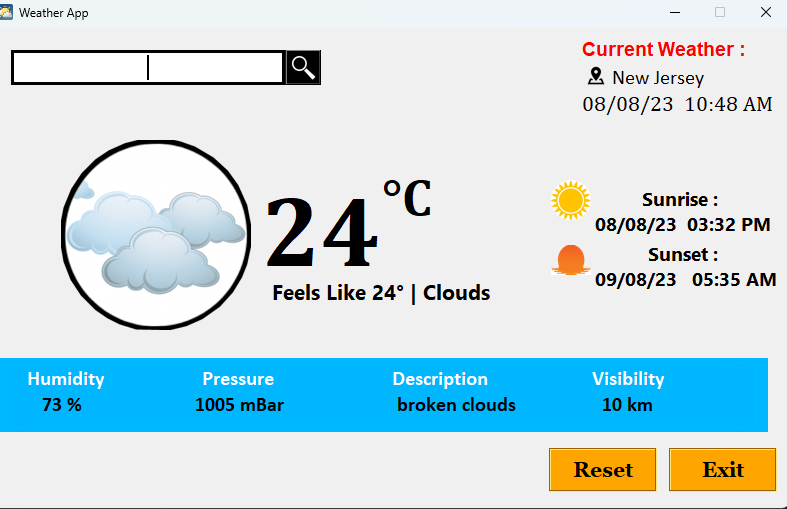 Weather App
Current Weather :
New Jersey
08/08/23 10:48 AM
24 °C
Feels Like 24° | Clouds
Sunrise :
08/08/23 03:32 PM
Sunset :
09/08/23 05:35 AM
Humidity Pressure Description Visibility
73 % 1005 mBar broken clouds 10 km
Reset Exit